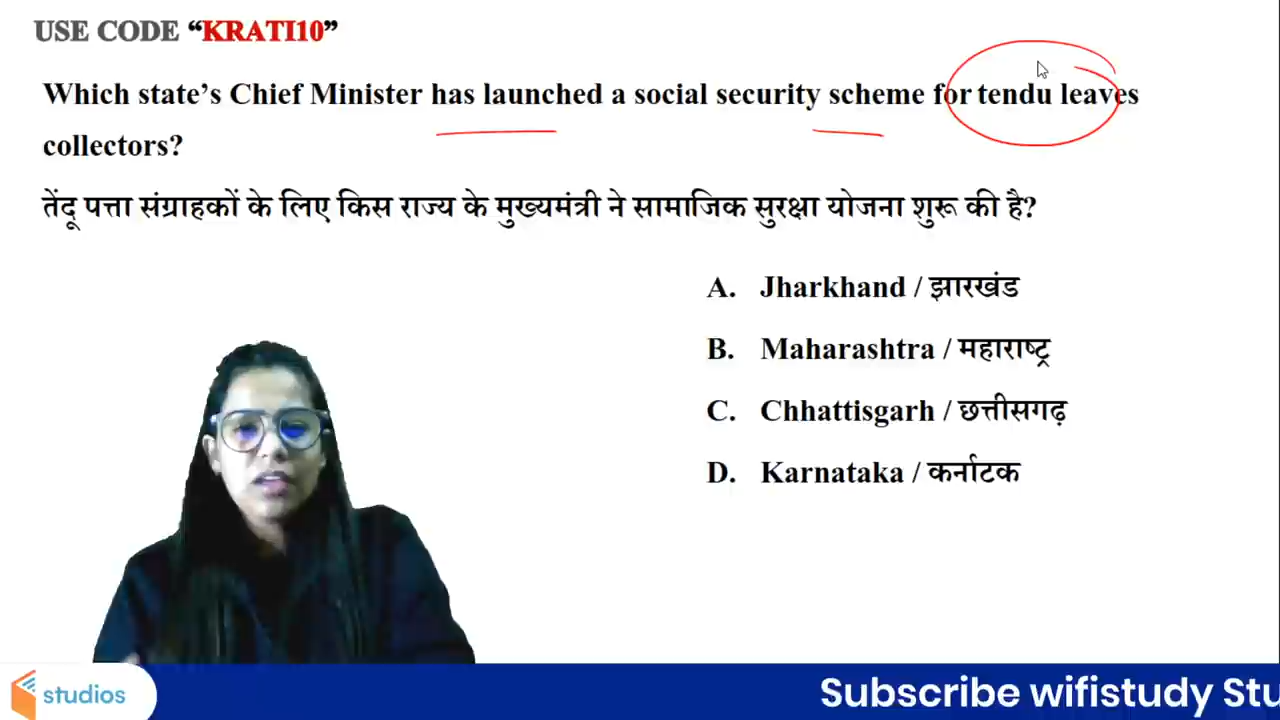 USE CODE “KRATI10”
Which state’s Chief Minister has launched a social security scheme for tendu leaves
collectors?
तेंदू पत्ता संग्राहकों के लिए किस राज्य के मुख्यमंत्री ने सामाजिक सुरक्षा योजना शुरू की है?
A. Jharkhand / झारखंड
B. Maharashtra / महाराष्ट्र
C. Chhattisgarh / छत्तीसगढ़
D. Karnataka / कर्नाटक
studios
Subscribe wifistudy Stu